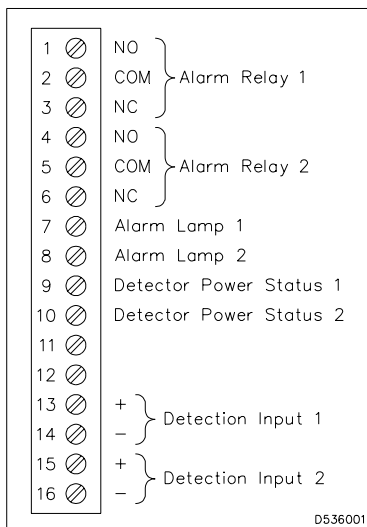 1 NO
2 COM Alarm Relay 1
3 NC
4 NO
5 COM Alarm Relay 2
6 NC
7 Alarm Lamp 1
8 Alarm Lamp 2
9 Detector Power Status 1
10 Detector Power Status 2
11
12
13 +
Detection Input 1
14 −
15 +
Detection Input 2
16 −
D536001